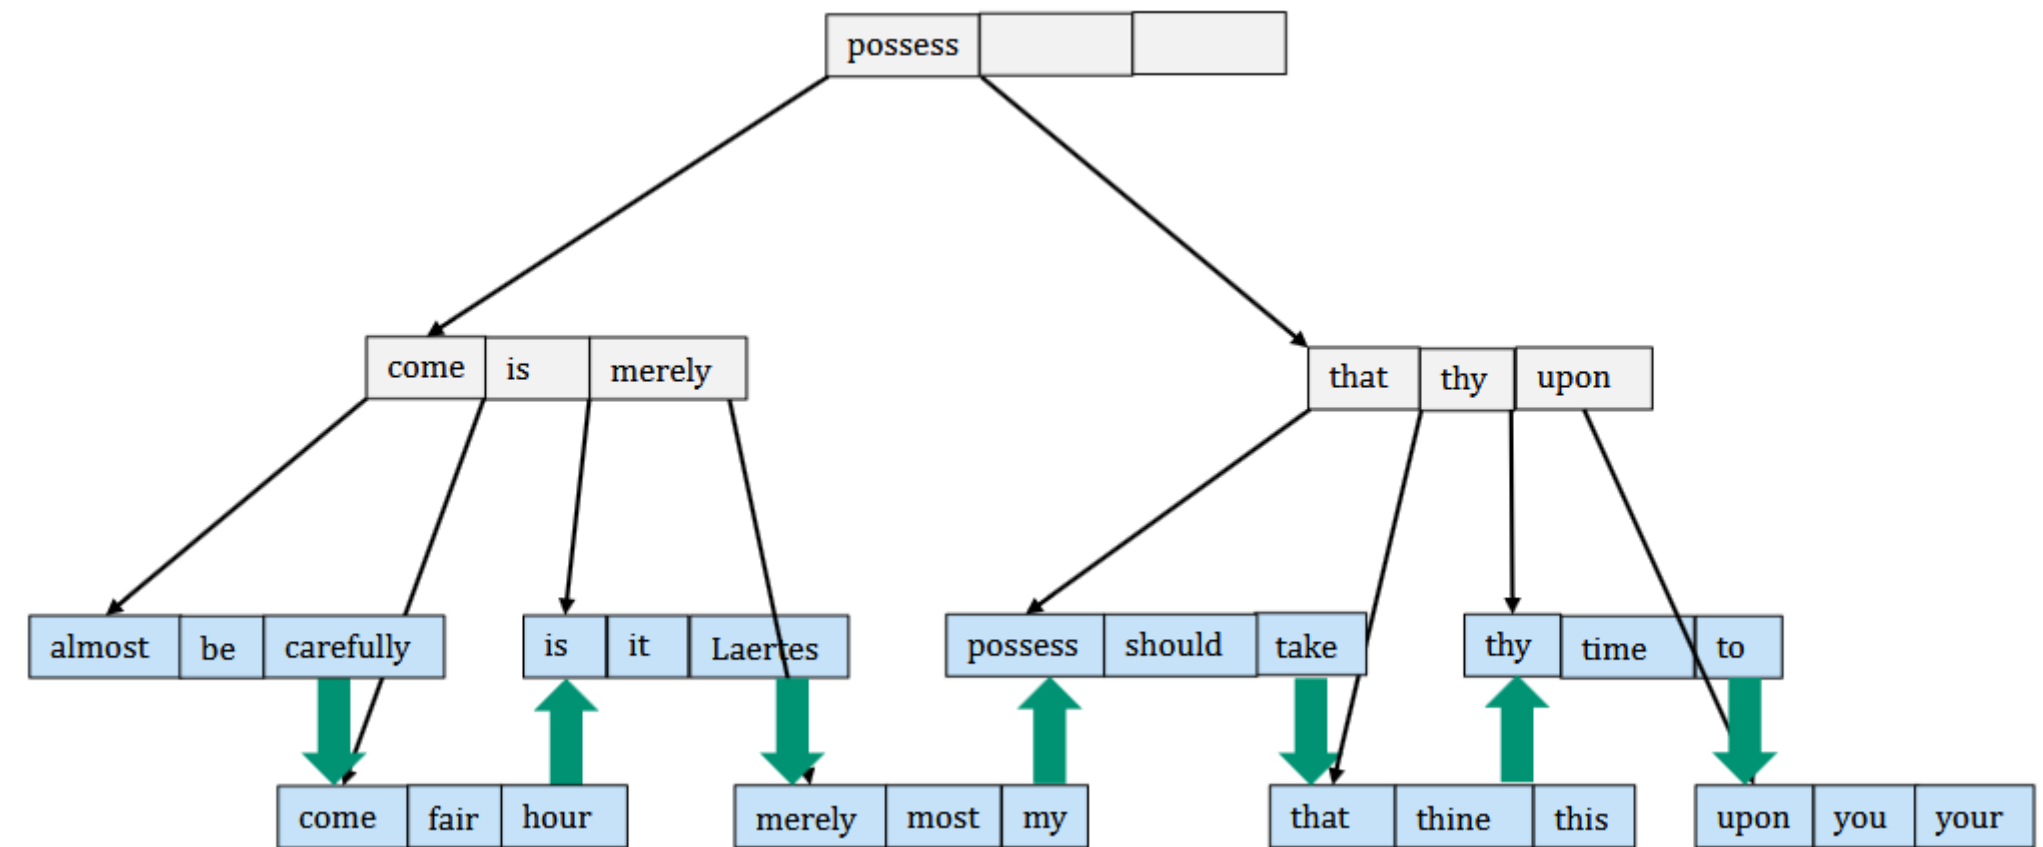 possess
come is merely
that thy upon
almost be carefully
is it Laertes
possess should take
thy time to
come fair hour
merely most my
that thine this
upon you your